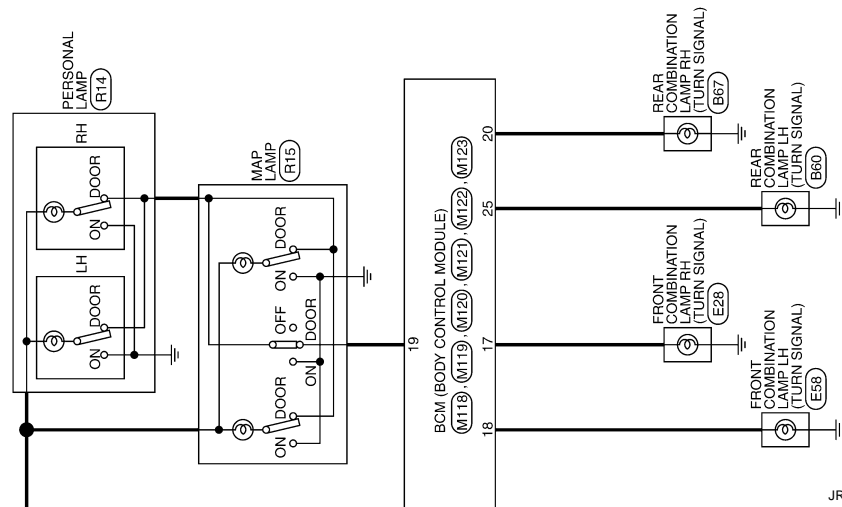 PERSONAL
LAMP
R14
RH
DOOR
ON
LH
DOOR
ON
MAP
LAMP
R15
DOOR
ON
OFF
DOOR
ON
DOOR
ON
19
BCM (BODY CONTROL MODULE)
M118 , M119 , M120 , M121 , M122 , M123
20
25
17
18
REAR
COMBINATION
LAMP RH
(TURN SIGNAL)
B67
REAR
COMBINATION
LAMP LH
(TURN SIGNAL)
B60
FRONT
COMBINATION
LAMP RH
(TURN SIGNAL)
E28
FRONT
COMBINATION
LAMP LH
(TURN SIGNAL)
E58
JR